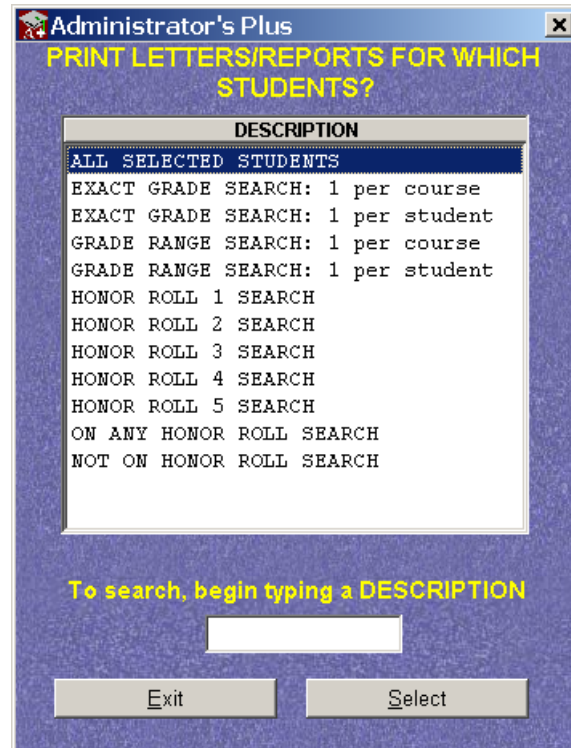 Administrator's Plus
PRINT LETTERS/REPORTS FOR WHICH
STUDENTS?
DESCRIPTION
ALL SELECTED STUDENTS
EXACT GRADE SEARCH: 1 per course
EXACT GRADE SEARCH: 1 per student
GRADE RANGE SEARCH: 1 per course
GRADE RANGE SEARCH: 1 per student
HONOR ROLL 1 SEARCH
HONOR ROLL 2 SEARCH
HONOR ROLL 3 SEARCH
HONOR ROLL 4 SEARCH
HONOR ROLL 5 SEARCH
ON ANY HONOR ROLL SEARCH
NOT ON HONOR ROLL SEARCH
To search, begin typing a DESCRIPTION
Exit Select